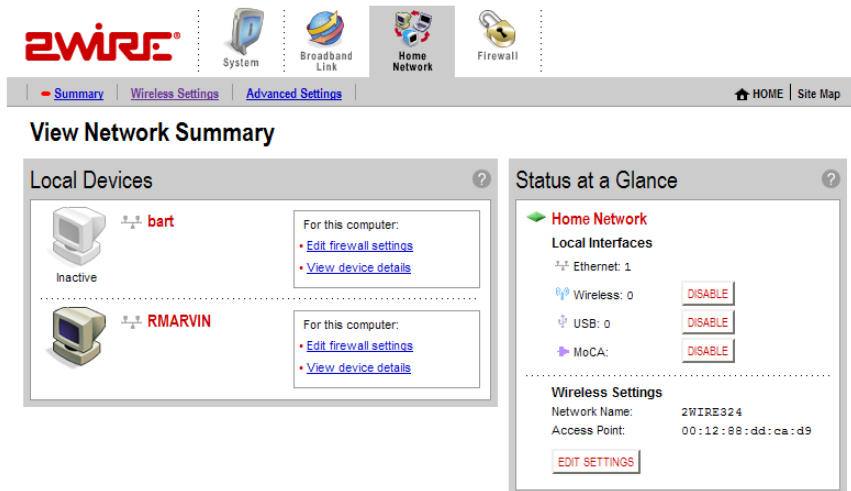 2WIRE®
System
Broadband Link
Home Network
Firewall
Summary
Wireless Settings
Advanced Settings
HOME
Site Map
View Network Summary
Local Devices
?
bart
Inactive
For this computer:
• Edit firewall settings
• View device details
RMARVIN
For this computer:
• Edit firewall settings
• View device details
Status at a Glance
?
Home Network
Local Interfaces
Ethernet: 1
Wireless: 0 DISABLE
USB: 0 DISABLE
MoCA: DISABLE
Wireless Settings
Network Name: 2WIRE324
Access Point: 00:12:88:dd:ca:d9
EDIT SETTINGS